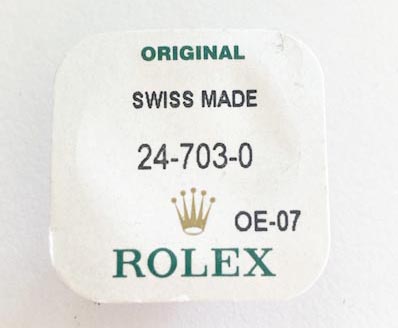 ORIGINAL
SWISS MADE
24-703-0
OE-07
ROLEX